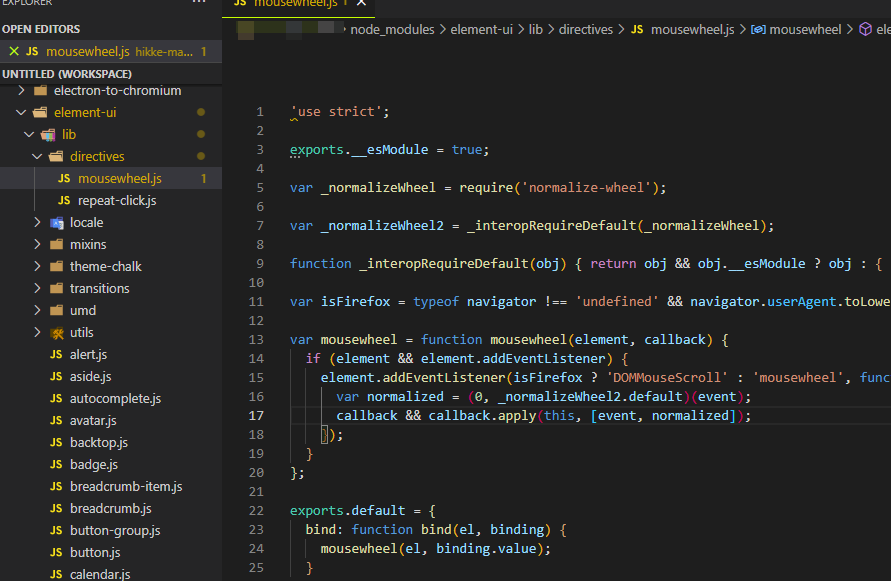 EXPLORER
OPEN EDITORS
JS mousewheel.js hikke-ma... 1
UNTITLED (WORKSPACE)
electron-to-chromium
element-ui
lib
directives
JS mousewheel.js 1
JS repeat-click.js
locale
mixins
theme-chalk
transitions
umd
utils
JS alert.js
JS aside.js
JS autocomplete.js
JS avatar.js
JS backtop.js
JS badge.js
JS breadcrumb-item.js
JS breadcrumb.js
JS button-group.js
JS button.js
JS calendar.js
JS mousewheel.js 1
node_modules > element-ui > lib > directives > JS mousewheel.js > mousewheel > ele
1 'use strict';
2
3 exports.__esModule = true;
4
5 var _normalizeWheel = require('normalize-wheel');
6
7 var _normalizeWheel2 = _interopRequireDefault(_normalizeWheel);
8
9 function _interopRequireDefault(obj) { return obj && obj.__esModule ? obj : {
10
11 var isFirefox = typeof navigator !== 'undefined' && navigator.userAgent.toLowe
12
13 var mousewheel = function mousewheel(element, callback) {
14 if (element && element.addEventListener) {
15 element.addEventListener(isFirefox ? 'DOMMouseScroll' : 'mousewheel', func
16 var normalized = (0, _normalizeWheel2.default)(event);
17 callback && callback.apply(this, [event, normalized]);
18 });
19 }
20 };
21
22 exports.default = {
23 bind: function bind(el, binding) {
24 mousewheel(el, binding.value);
25 }